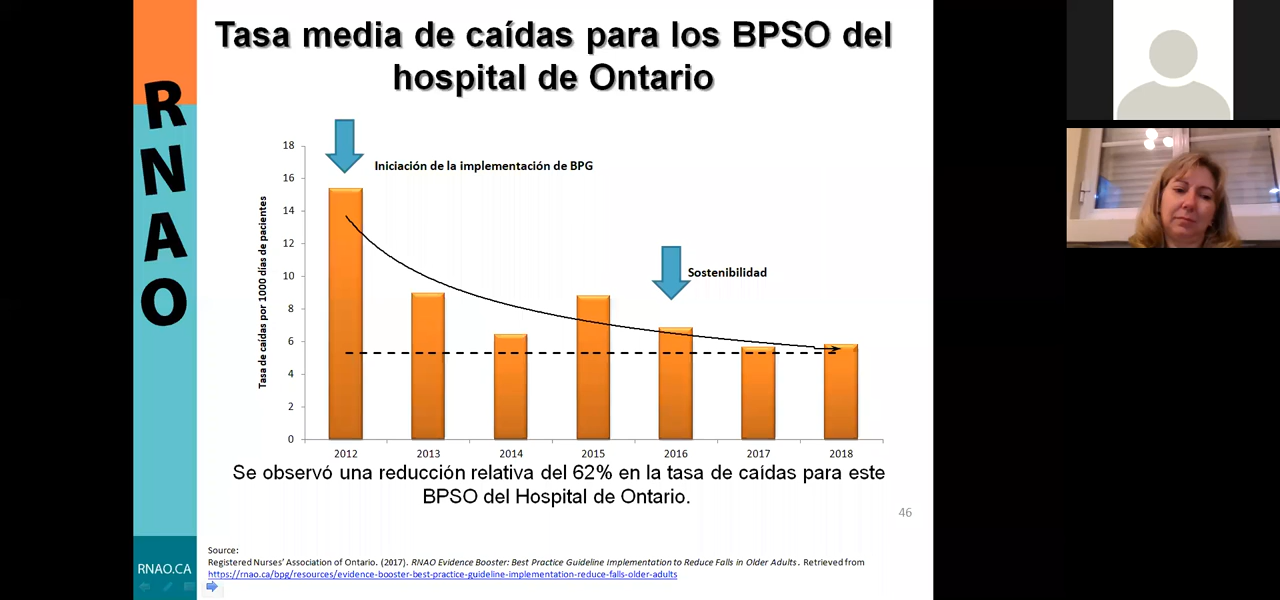 Tasa media de caídas para los BPSO del
hospital de Ontario
RNAO
Iniciación de la implementación de BPG
Sostenibilidad
Tasa de caídas por 1000 días de pacientes
18
16
14
12
10
8
6
4
2
0
2012 2013 2014 2015 2016 2017 2018
Se observó una reducción relativa del 62% en la tasa de caídas para este
BPSO del Hospital de Ontario.
46
RNAO.CA
Source:
Registered Nurses' Association of Ontario. (2017). RNAO Evidence Booster: Best Practice Guideline Implementation to Reduce Falls in Older Adults. Retrieved from
https://rnao.ca/bpg/resources/evidence-booster-best-practice-guideline-implementation-reduce-falls-older-adults